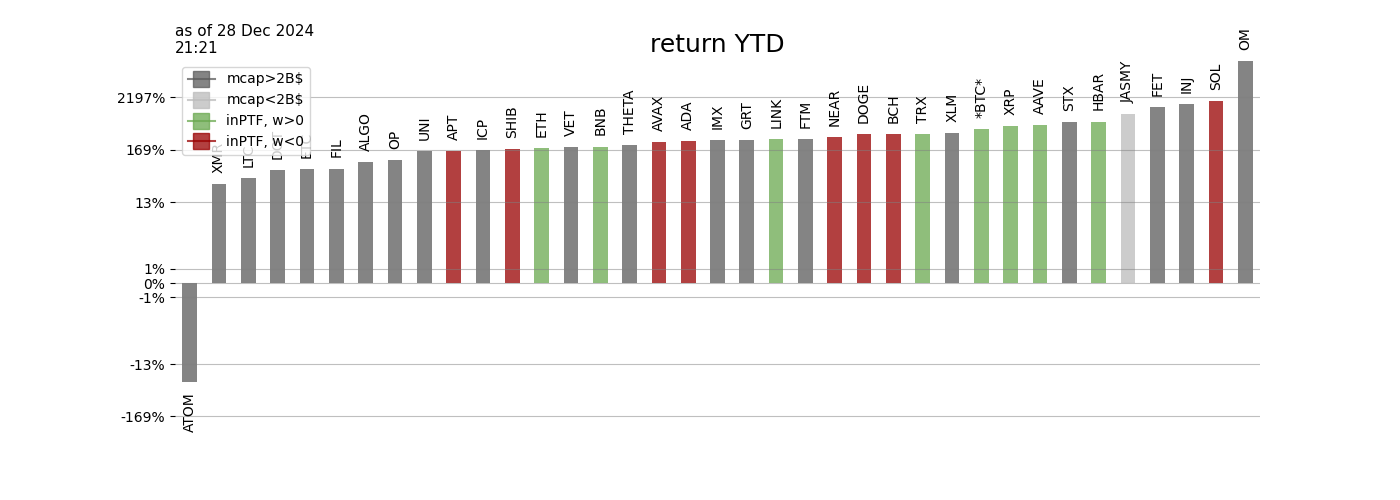 as of 28 Dec 2024
21:21
return YTD
mcap>2B$
mcap<2B$
inPTF, w>0
inPTF, w<0
2197%
169%
13%
1%
0%
-1%
-13%
-169%
ATOM
XMR
LTC
DOT
ETC
FIL
ALGO
OP
UNI
APT
ICP
SHIB
ETH
VET
BNB
THETA
AVAX
ADA
IMX
GRT
LINK
FTM
NEAR
DOGE
BCH
TRX
XLM
*BTC*
XRP
AAVE
STX
HBAR
JASMY
FET
INJ
SOL
OM